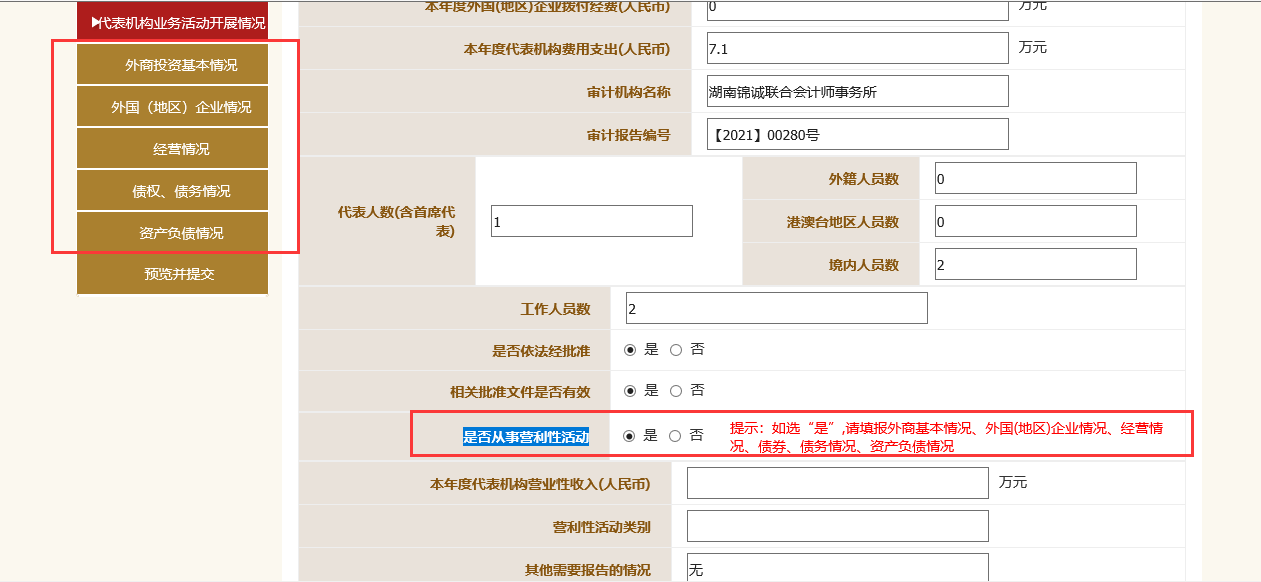 ▶代表机构业务活动开展情况
外商投资基本情况
外国（地区）企业情况
经营情况
债权、债务情况
资产负债情况
预览并提交
本年度外国(地区)企业拨付经费(人民币) 0 万元
本年度代表机构费用支出(人民币) 7.1 万元
审计机构名称 湖南锦诚联合会计师事务所
审计报告编号 【2021】00280号
代表人数(含首席代
表)
1
外籍人员数 0
港澳台地区人员数 0
境内人员数 2
工作人员数 2
是否依法经批准 是 否
相关批准文件是否有效 是 否
是否从事营利性活动 是 否 提示：如选“是”,请填报外商基本情况、外国(地区)企业情况、经营情
况、债券、债务情况、资产负债情况
本年度代表机构营业性收入(人民币) 万元
营利性活动类别
其他需要报告的情况 无